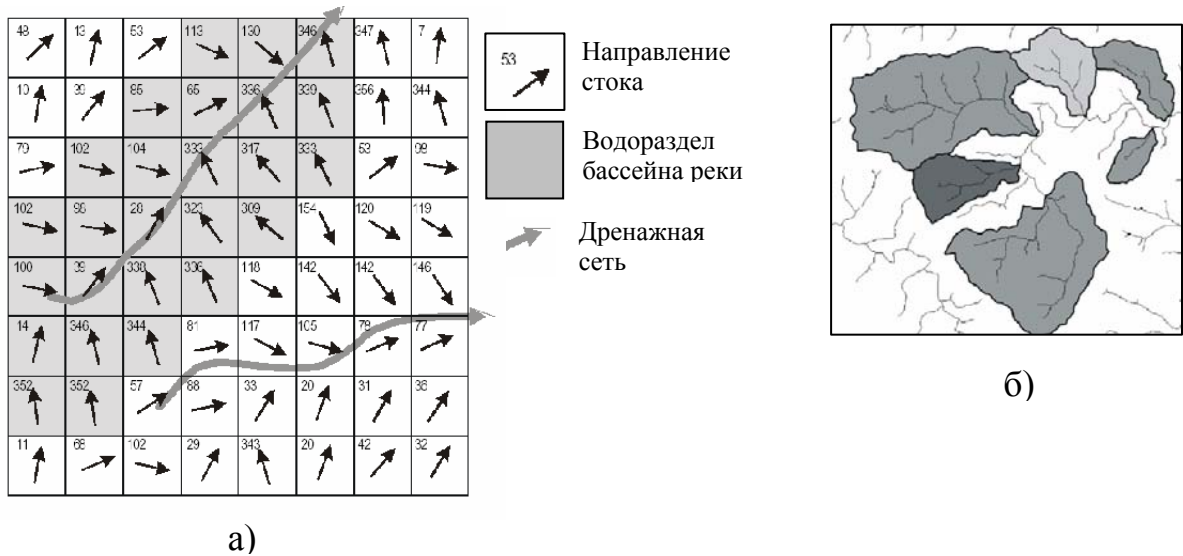 48 13 53 113 130 346 347 7
10 39 85 65 336 339 356 344
79 102 104 333 317 333 53 98
102 96 28 323 309 154 120 119
100 39 338 336 118 142 142 146
14 346 344 81 117 105 78 77
352 352 57 88 33 20 31 36
11 68 102 29 343 20 42 32
а)
53
Направление
стока
Водораздел
бассейна реки
Дренажная
сеть
б)